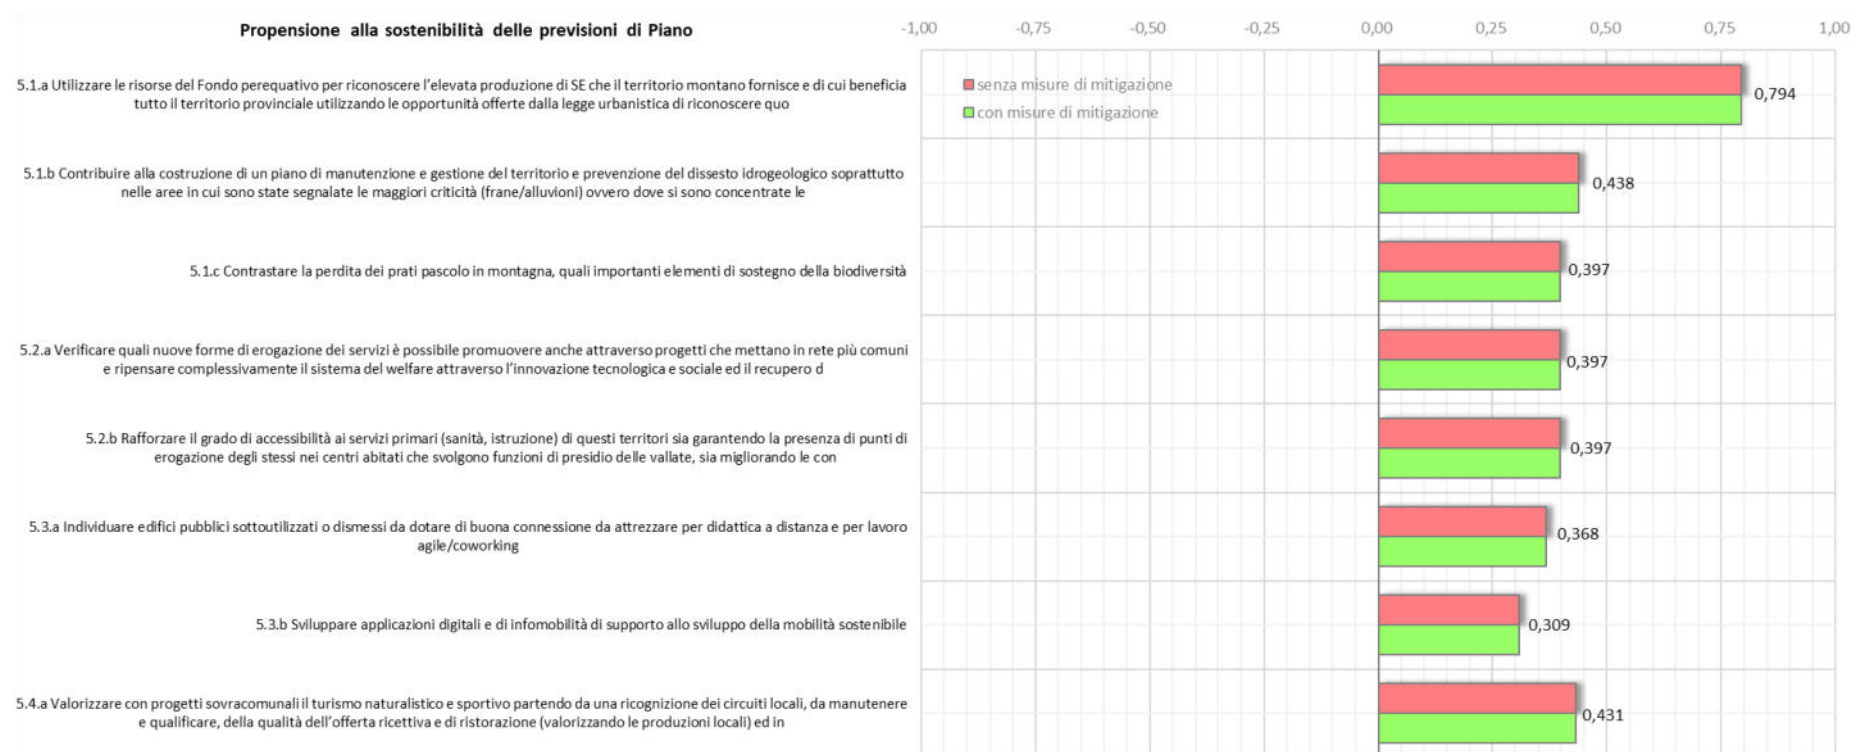 Propensione alla sostenibilità delle previsioni di Piano
-1,00 -0,75 -0,50 -0,25 0,00 0,25 0,50 0,75 1,00
senza misure di mitigazione
con misure di mitigazione
5.1.a Utilizzare le risorse del Fondo perequativo per riconoscere l'elevata produzione di SE che il territorio montano fornisce e di cui beneficia
tutto il territorio provinciale utilizzando le opportunità offerte dalla legge urbanistica di riconoscere quo
0,794
5.1.b Contribuire alla costruzione di un piano di manutenzione e gestione del territorio e prevenzione del dissesto idrogeologico soprattutto
nelle aree in cui sono state segnalate le maggiori criticità (frane/alluvioni) ovvero dove si sono concentrate le
0,438
5.1.c Contrastare la perdita dei prati pascolo in montagna, quali importanti elementi di sostegno della biodiversità
0,397
5.2.a Verificare quali nuove forme di erogazione dei servizi è possibile promuovere anche attraverso progetti che mettano in rete più comuni
e ripensare complessivamente il sistema del welfare attraverso l'innovazione tecnologica e sociale ed il recupero d
0,397
5.2.b Rafforzare il grado di accessibilità ai servizi primari (sanità, istruzione) di questi territori sia garantendo la presenza di punti di
erogazione degli stessi nei centri abitati che svolgono funzioni di presidio delle vallate, sia migliorando le con
0,397
5.3.a Individuare edifici pubblici sottoutilizzati o dismessi da dotare di buona connessione da attrezzare per didattica a distanza e per lavoro
agile/coworking
0,368
5.3.b Sviluppare applicazioni digitali e di infomobilità di supporto allo sviluppo della mobilità sostenibile
0,309
5.4.a Valorizzare con progetti sovracomunali il turismo naturalistico e sportivo partendo da una ricognizione dei circuiti locali, da manutenere
e qualificare, della qualità dell'offerta ricettiva e di ristorazione (valorizzando le produzioni locali) ed in
0,431